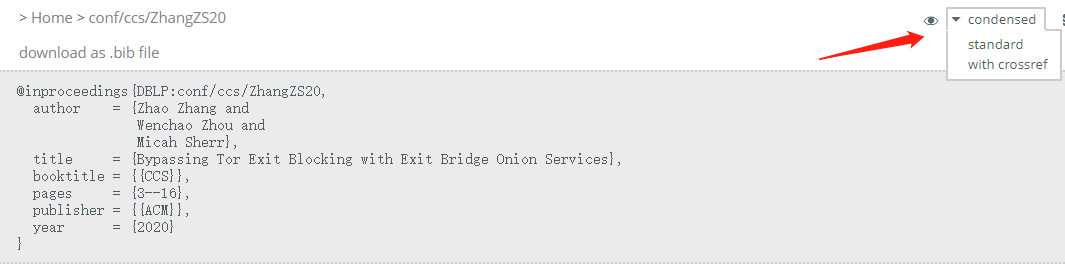 > Home > conf/ccs/ZhangZS20
condensed
standard
with crossref
download as .bib file
@inproceedings{DBLP:conf/ccs/ZhangZS20,
  author    = {Zhao Zhang and
               Wenchao Zhou and
               Micah Sherr},
  title     = {Bypassing Tor Exit Blocking with Exit Bridge Onion Services},
  booktitle = {{CCS}},
  pages     = {3--16},
  publisher = {{ACM}},
  year      = {2020}
}